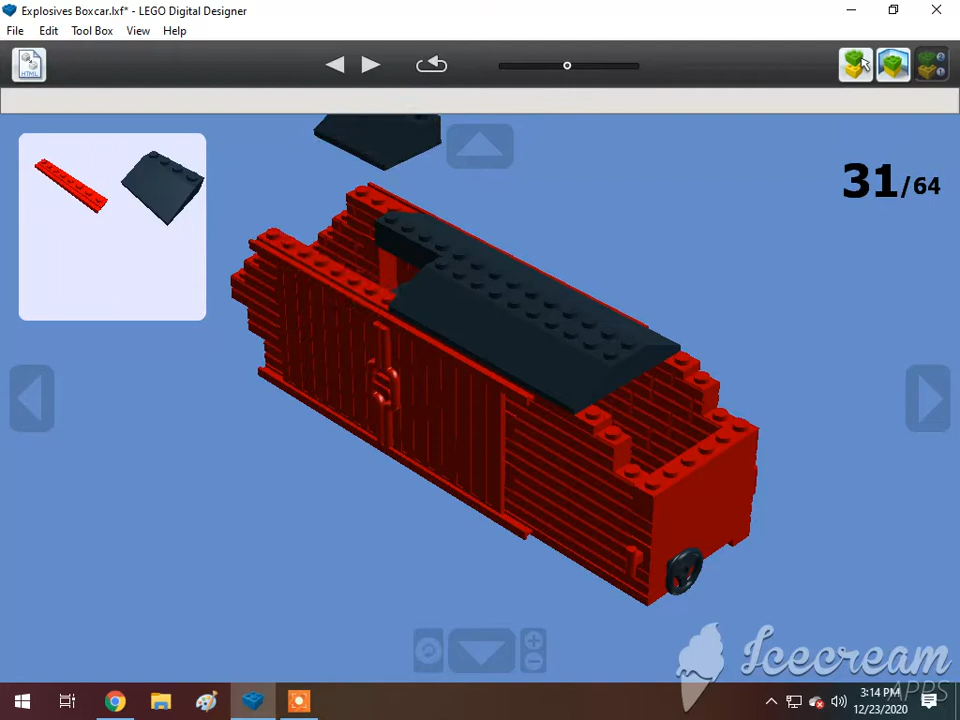 Explosives Boxcar.lxf* - LEGO Digital Designer
File Edit Tool Box View Help
HTML
31/64
Icecream
APPS
3:14 PM
12/23/2020